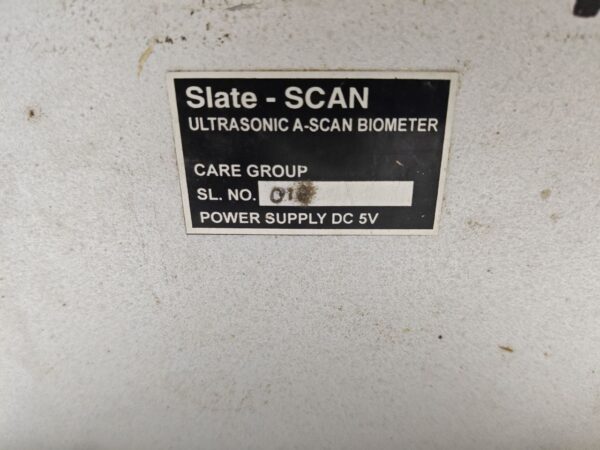 Slate - SCAN
ULTRASONIC A-SCAN BIOMETER
CARE GROUP
SL. NO.
POWER SUPPLY DC 5V